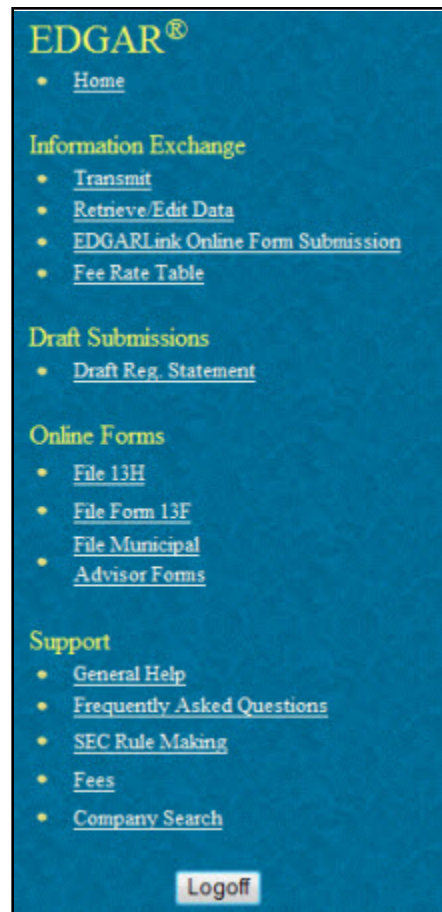 EDGAR®
Home
Information Exchange
Transmit
Retrieve/Edit Data
EDGARLink Online Form Submission
Fee Rate Table
Draft Submissions
Draft Reg. Statement
Online Forms
File 13H
File Form 13F
File Municipal
Advisor Forms
Support
General Help
Frequently Asked Questions
SEC Rule Making
Fees
Company Search
Logoff